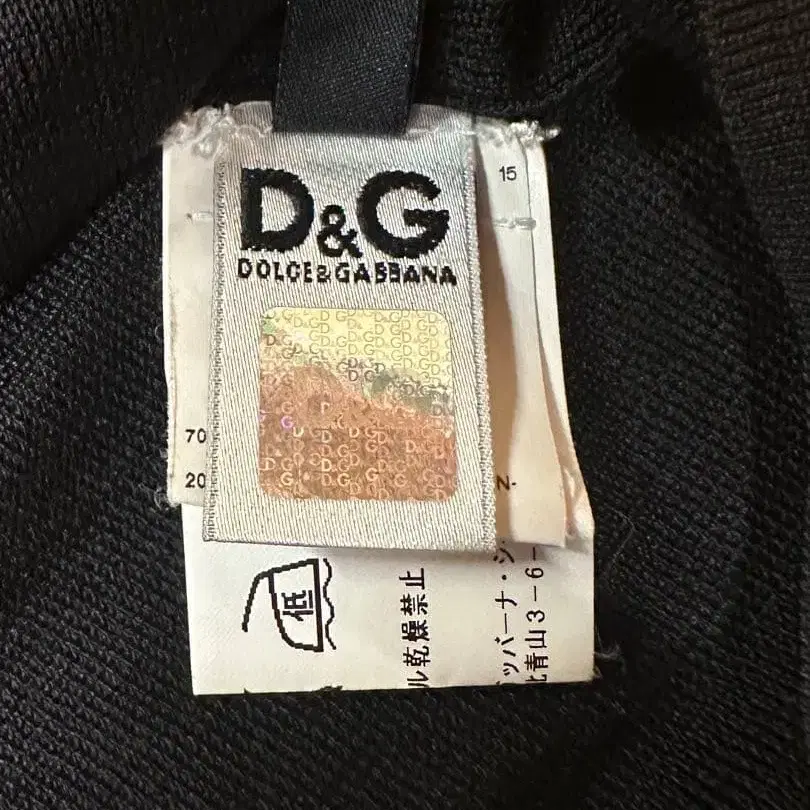 15
D&G
DOLCE&GABBANA
70
20
Z.
低
ル乾燥禁止
ッバーナ・シ
北青山3-6-